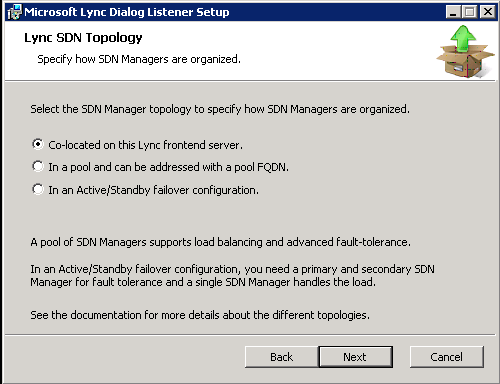 Microsoft Lync Dialog Listener Setup
Lync SDN Topology
Specify how SDN Managers are organized.
Select the SDN Manager topology to specify how SDN Managers are organized.
Co-located on this Lync frontend server.
In a pool and can be addressed with a pool FQDN.
In an Active/Standby failover configuration.
A pool of SDN Managers supports load balancing and advanced fault-tolerance.
In an Active/Standby failover configuration, you need a primary and secondary SDN
Manager for fault tolerance and a single SDN Manager handles the load.
See the documentation for more details about the different topologies.
Back Next Cancel